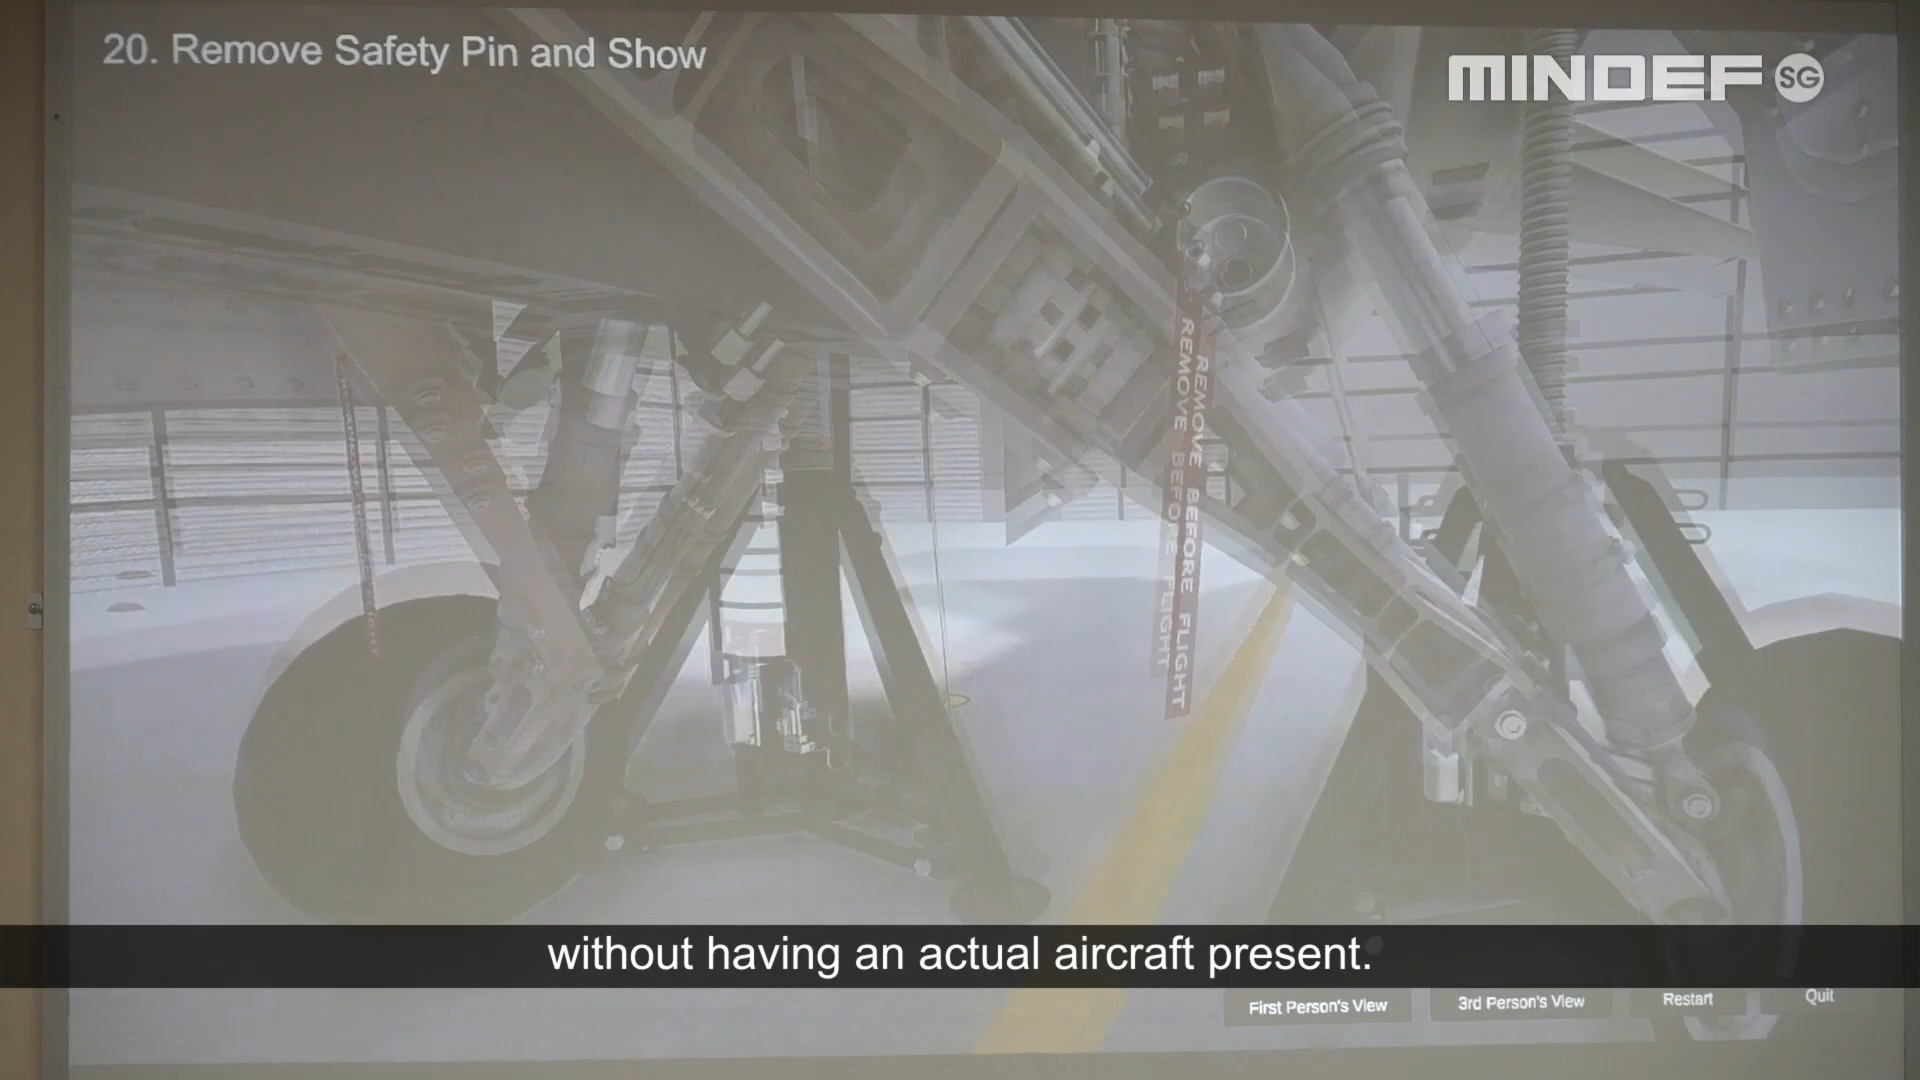 20. Remove Safety Pin and Show
MINDEF SG
REMOVE BEFORE FLIGHT
REMOVE BEFORE FLIGHT
without having an actual aircraft present.
First Person's View
3rd Person's View
Restart
Quit